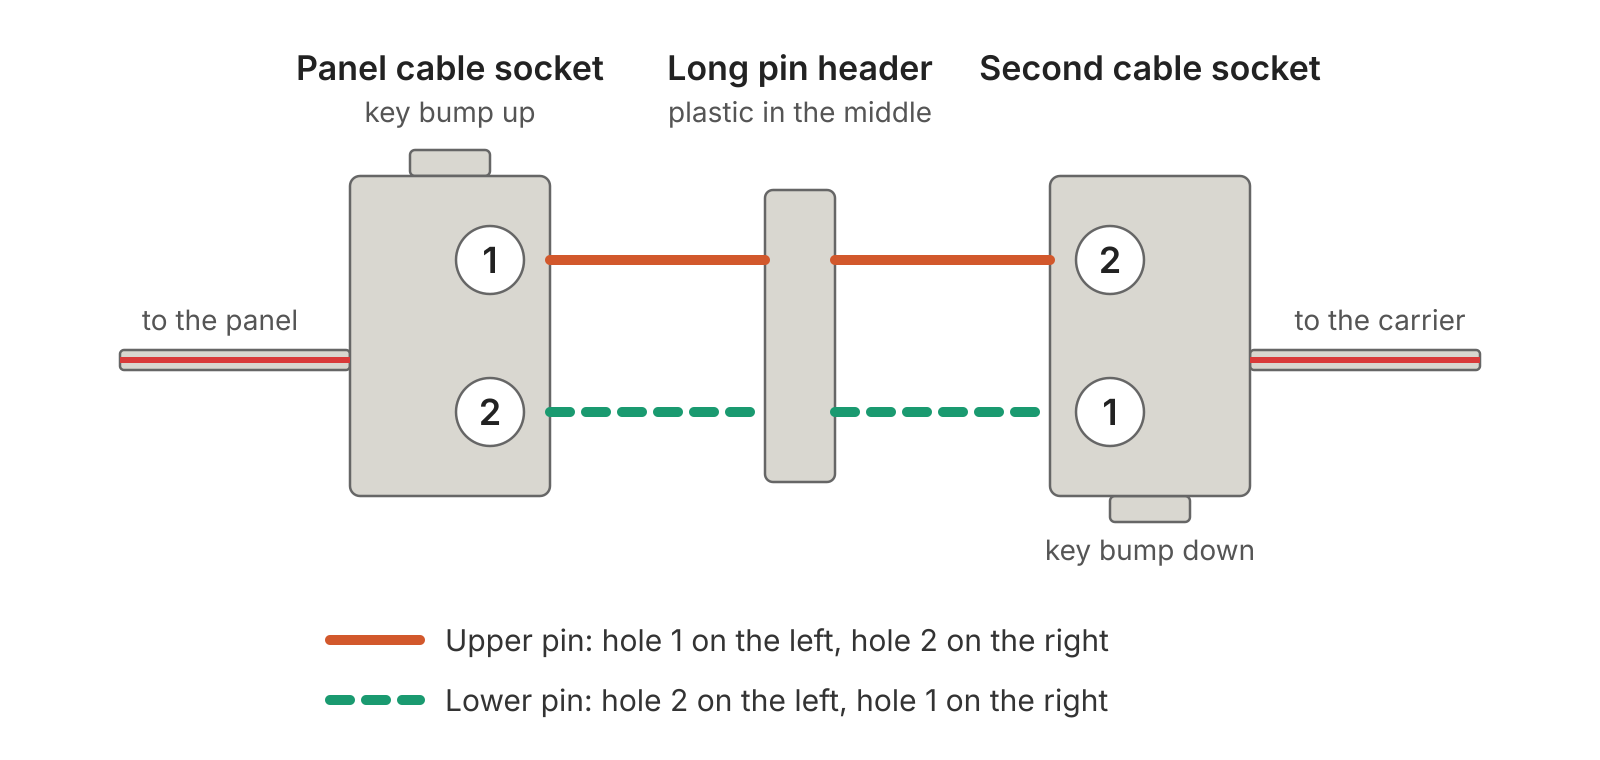 Panel cable socket
Long pin header
Second cable socket
key bump up
plastic in the middle
1
2
to the panel
to the carrier
2
1
key bump down
Upper pin: hole 1 on the left, hole 2 on the right
Lower pin: hole 2 on the left, hole 1 on the right